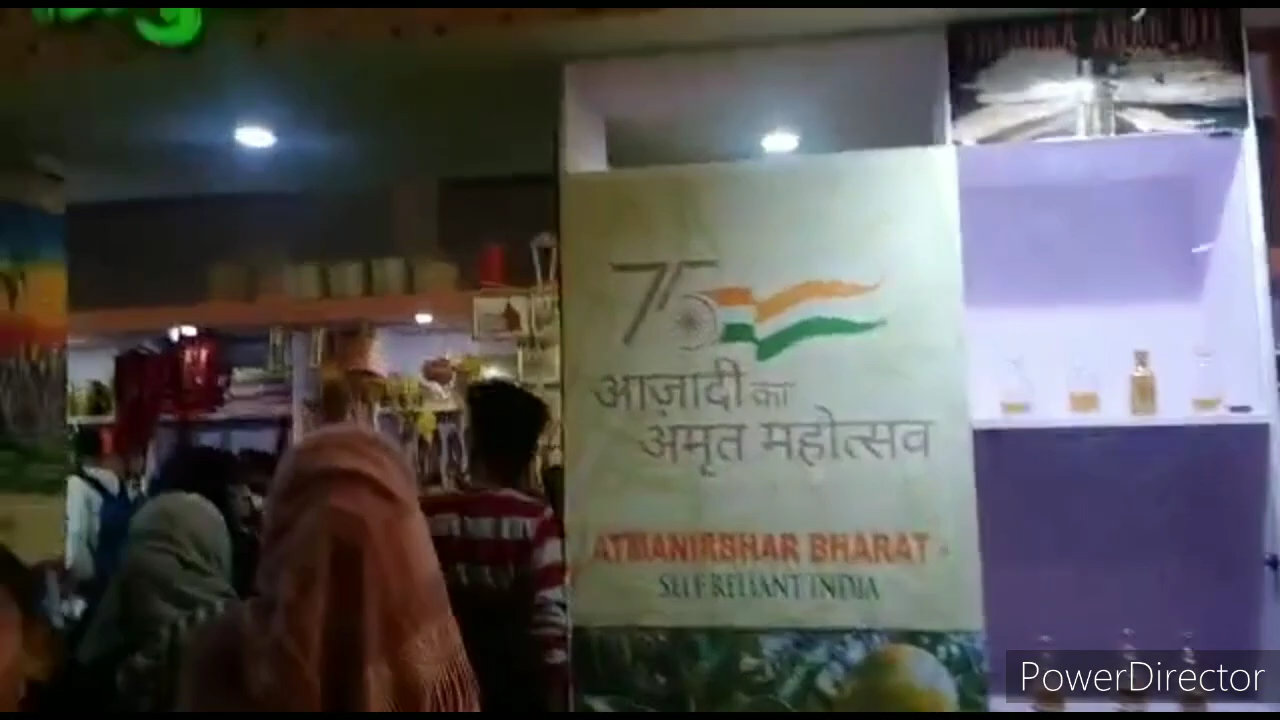 75
आज़ादी का
अमृत महोत्सव
ATMANIRBHAR BHARAT
SELF RELIANT INDIA
PowerDirector